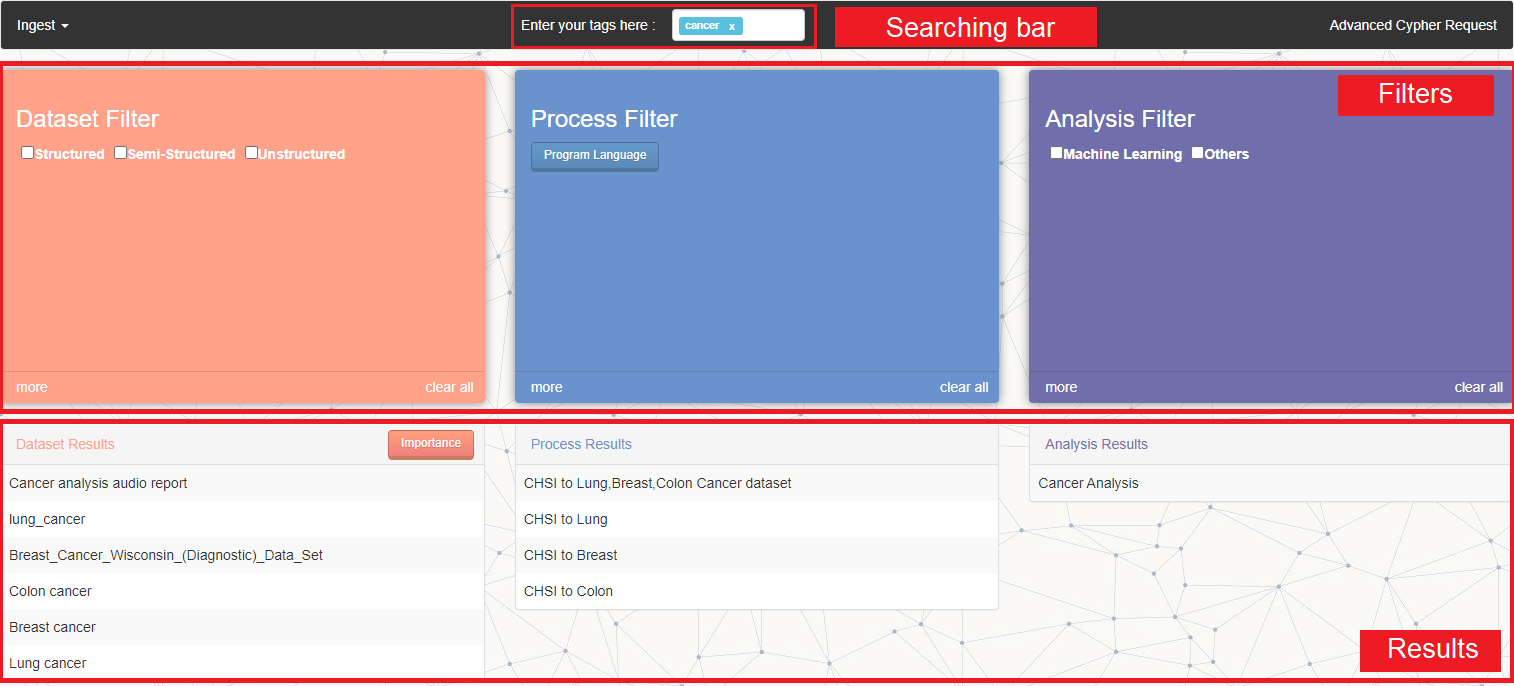 Ingest
Enter your tags here : cancer x
Searching bar
Advanced Cypher Request
Filters
Dataset Filter
Structured Semi-Structured Unstructured
more clear all
Process Filter
Program Language
more clear all
Analysis Filter
Machine Learning Others
more clear all
Dataset Results Importance
Cancer analysis audio report
lung_cancer
Breast_Cancer_Wisconsin_(Diagnostic)_Data_Set
Colon cancer
Breast cancer
Lung cancer
Process Results
CHSI to Lung,Breast,Colon Cancer dataset
CHSI to Lung
CHSI to Breast
CHSI to Colon
Analysis Results
Cancer Analysis
Results